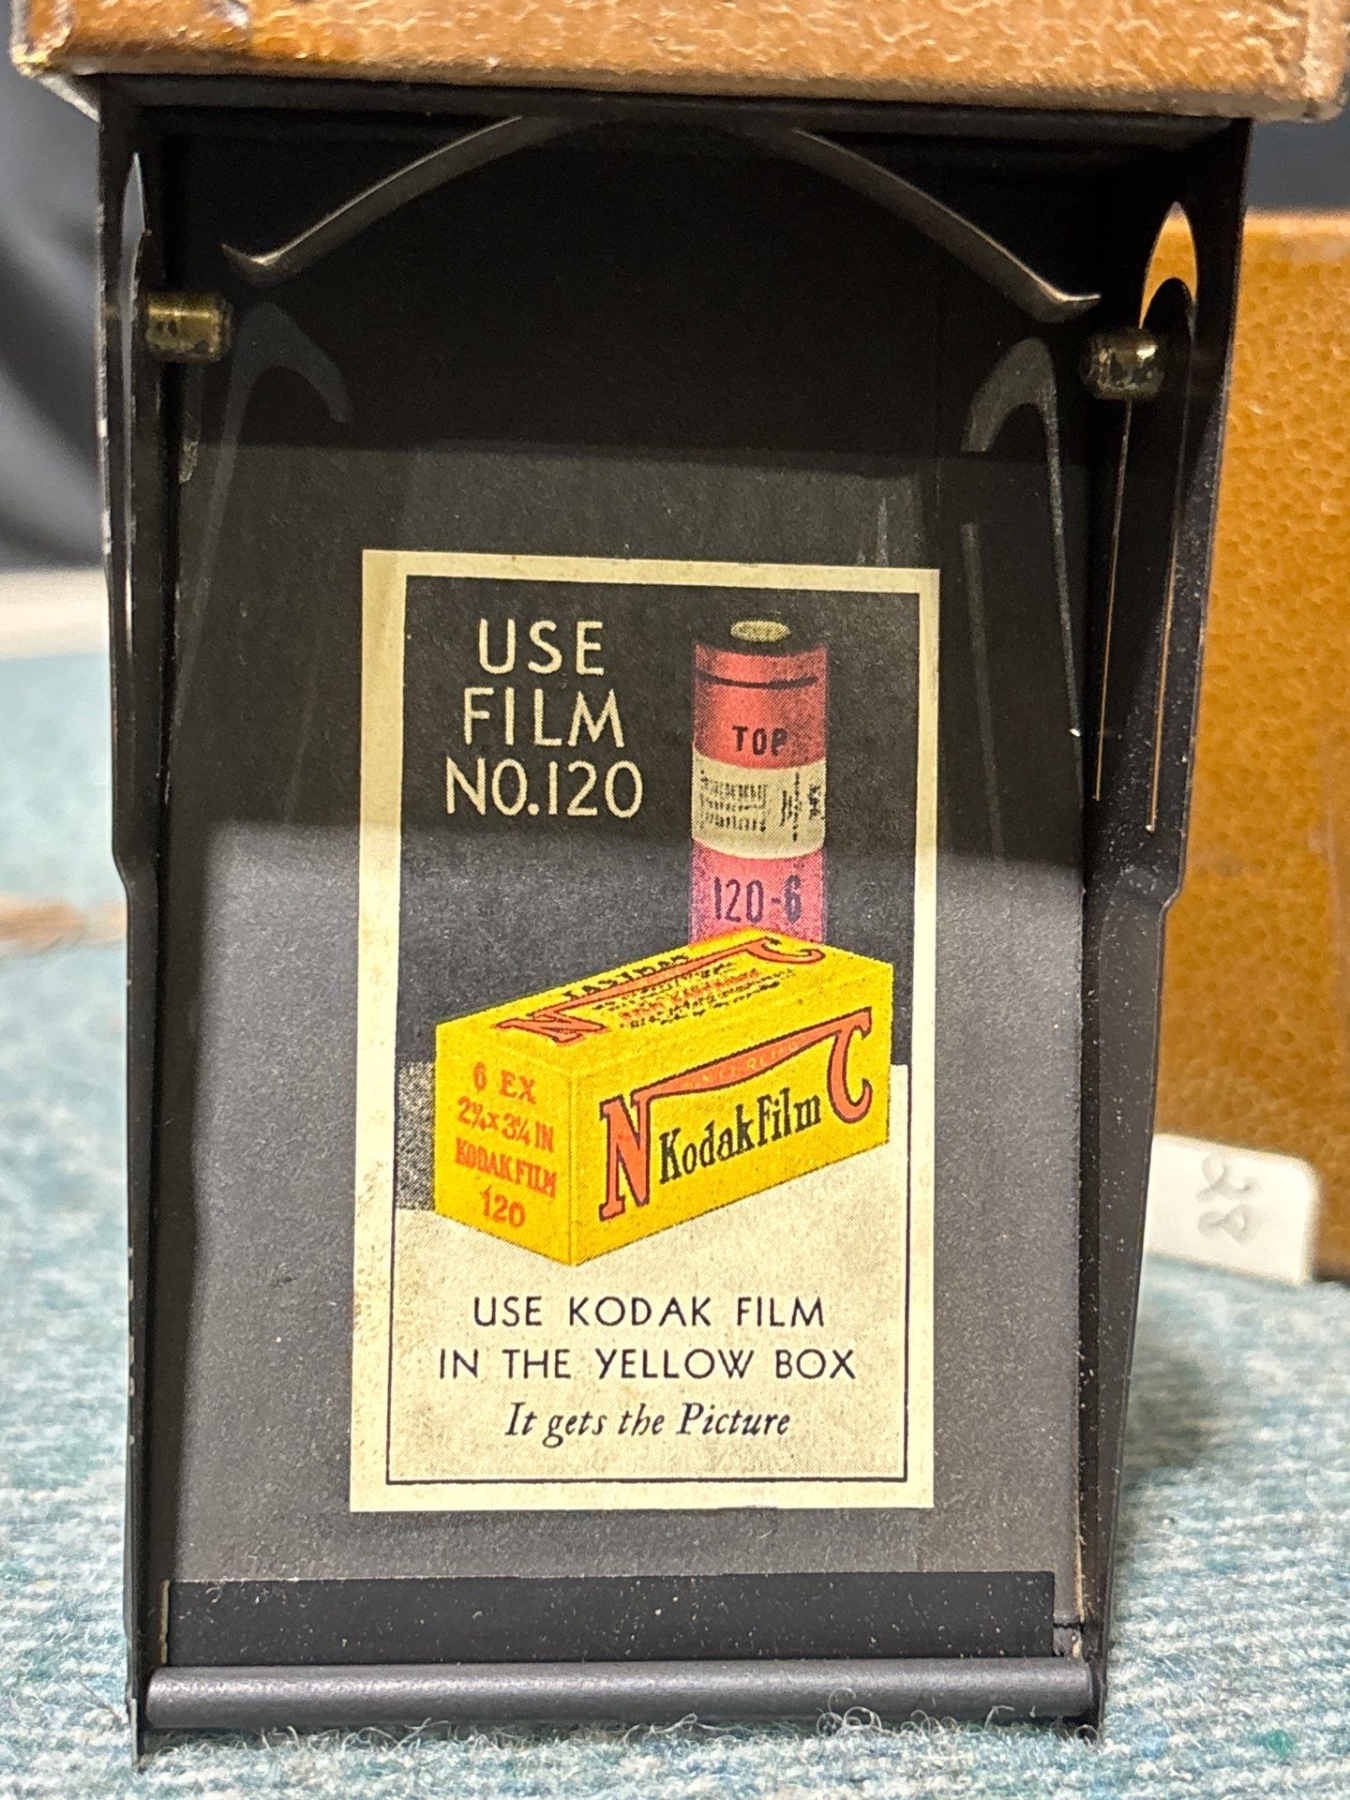 USE
FILM
NO.120
TOP
120-6
EASTMAN
N C
6 EX
2¼x3¼ IN
KODAK FILM
120
N C
Kodak Film
USE KODAK FILM
IN THE YELLOW BOX
It gets the Picture